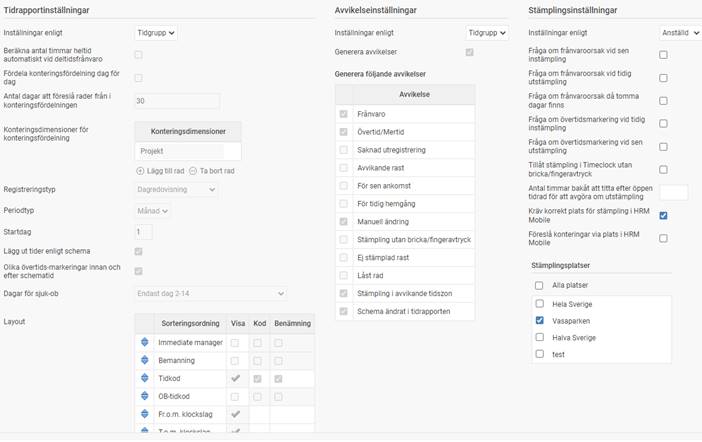 Tidrapportinställningar
Inställningar enligt
Tidgrupp
Beräkna antal timmar heltid
automatiskt vid deltidsfrånvaro
Fördela konteringsfördelning dag för
dag
Antal dagar att föreslå rader från i
konteringsfördelningen
30
Konteringsdimensioner för
konteringsfördelning
Konteringsdimensioner
Projekt
Lägg till rad
Ta bort rad
Registreringstyp
Dagredovisning
Periodtyp
Månad
Startdag
1
Lägg ut tider enligt schema
Olika övertids-markeringar innan och
efter schematid
Dagar för sjuk-ob
Endast dag 2-14
Layout
Sorteringsordning
Visa
Kod
Benämning
Immediate manager
Bemanning
Tidkod
OB-tidkod
Fr.o.m. klockslag
T.o.m. klockslag
Avvikelseinställningar
Inställningar enligt
Tidgrupp
Generera avvikelser
Generera följande avvikelser
Avvikelse
Frånvaro
Övertid/Mertid
Saknad utregistrering
Avvikande rast
För sen ankomst
För tidig hemgång
Manuell ändring
Stämpling utan bricka/fingeravtryck
Ej stämplad rast
Låst rad
Stämpling i avvikande tidszon
Schema ändrat i tidrapporten
Stämplingsinställningar
Inställningar enligt
Anställd
Fråga om frånvaroorsak vid sen
instämpling
Fråga om frånvaroorsak vid tidig
utstämpling
Fråga om frånvaroorsak då tomma
dagar finns
Fråga om övertidsmarkering vid tidig
instämpling
Fråga om övertidsmarkering vid sen
utstämpling
Tillåt stämpling i Timeclock utan
bricka/fingeravtryck
Antal timmar bakåt att titta efter öppen
tidrad för att avgöra om utstämpling
Kräv korrekt plats för stämpling i HRM
Mobile
Föreslå konteringar via plats i HRM
Mobile
Stämplingsplatser
Alla platser
Hela Sverige
Vasaparken
Halva Sverige
test